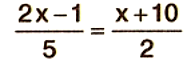 (2x-1)/5 = (x+10)/2